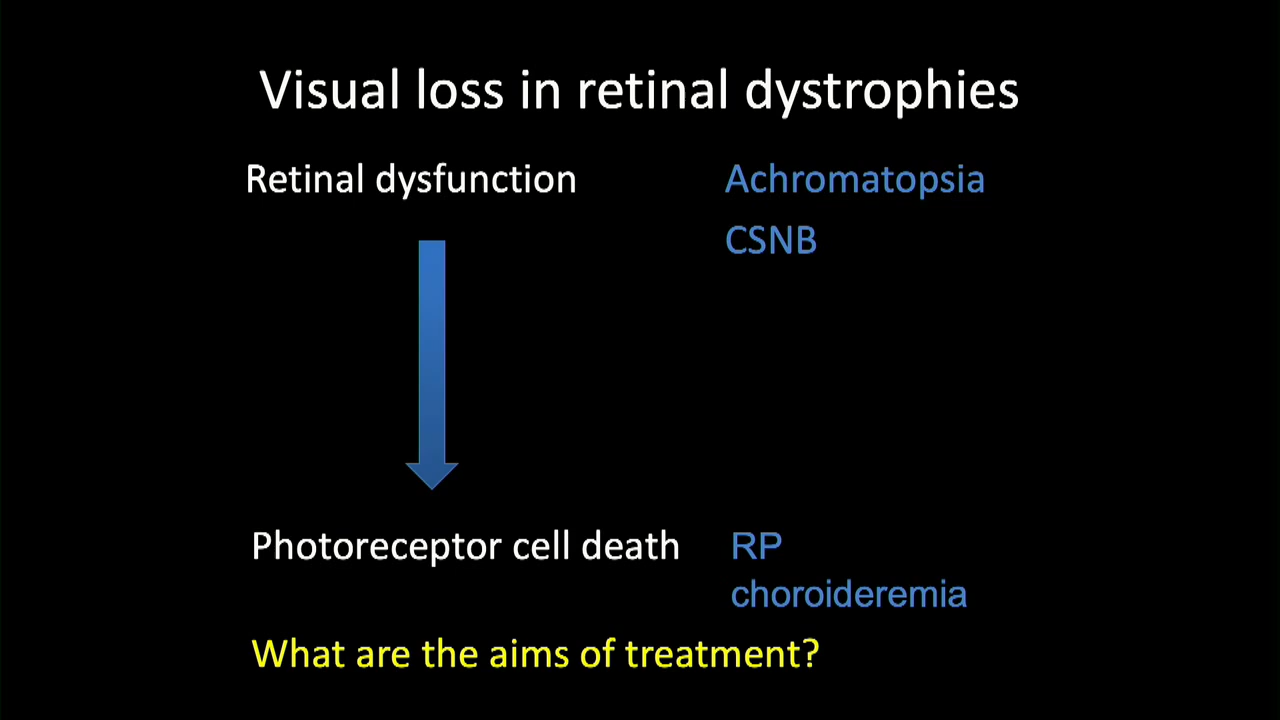 Visual loss in retinal dystrophies
Retinal dysfunction
Achromatopsia
CSNB
Photoreceptor cell death
RP
choroideremia
What are the aims of treatment?